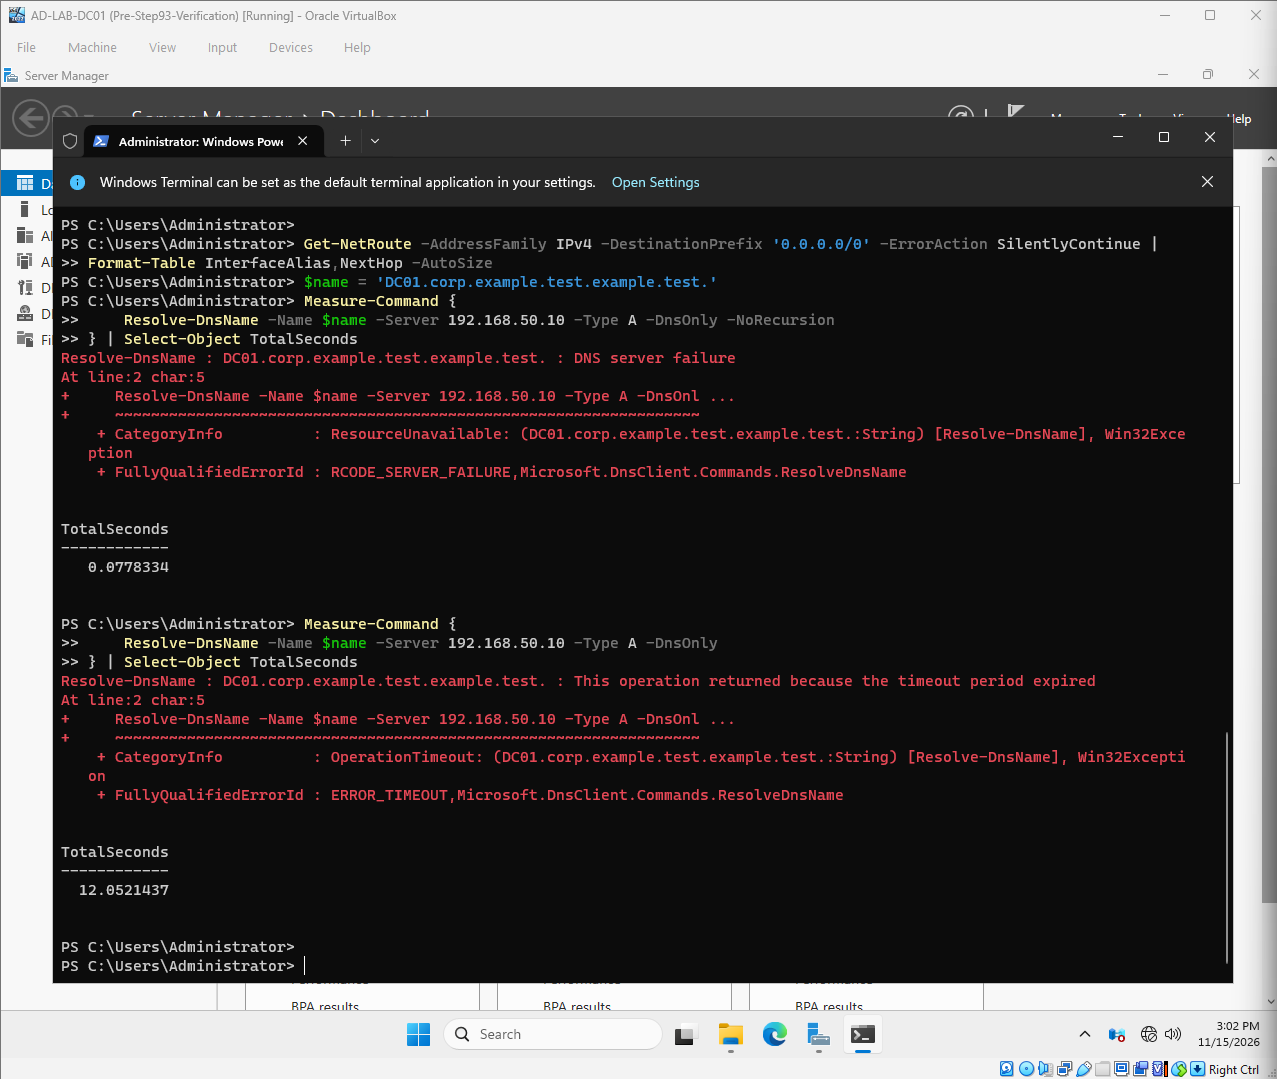 AD-LAB-DC01 (Pre-Step93-Verification) [Running] - Oracle VirtualBox
File Machine View Input Devices Help
Server Manager
Server Manager Dashboard
Help
Administrator: Windows Powe
Windows Terminal can be set as the default terminal application in your settings. Open Settings
PS C:\Users\Administrator>
PS C:\Users\Administrator> Get-NetRoute -AddressFamily IPv4 -DestinationPrefix '0.0.0.0/0' -ErrorAction SilentlyContinue |
>> Format-Table InterfaceAlias,NextHop -AutoSize
PS C:\Users\Administrator> $name = 'DC01.corp.example.test.example.test.'
PS C:\Users\Administrator> Measure-Command {
>>     Resolve-DnsName -Name $name -Server 192.168.50.10 -Type A -DnsOnly -NoRecursion
>> } | Select-Object TotalSeconds
Resolve-DnsName : DC01.corp.example.test.example.test. : DNS server failure
At line:2 char:5
+     Resolve-DnsName -Name $name -Server 192.168.50.10 -Type A -DnsOnl ...
+     ~~~~~~~~~~~~~~~~~~~~~~~~~~~~~~~~~~~~~~~~~~~~~~~~~~~~~~~~~~~~~~~~~
    + CategoryInfo          : ResourceUnavailable: (DC01.corp.example.test.example.test.:String) [Resolve-DnsName], Win32Exce
   ption
    + FullyQualifiedErrorId : RCODE_SERVER_FAILURE,Microsoft.DnsClient.Commands.ResolveDnsName
TotalSeconds
------------
   0.0778334
PS C:\Users\Administrator> Measure-Command {
>>     Resolve-DnsName -Name $name -Server 192.168.50.10 -Type A -DnsOnly
>> } | Select-Object TotalSeconds
Resolve-DnsName : DC01.corp.example.test.example.test. : This operation returned because the timeout period expired
At line:2 char:5
+     Resolve-DnsName -Name $name -Server 192.168.50.10 -Type A -DnsOnl ...
+     ~~~~~~~~~~~~~~~~~~~~~~~~~~~~~~~~~~~~~~~~~~~~~~~~~~~~~~~~~~~~~~~~~
    + CategoryInfo          : OperationTimeout: (DC01.corp.example.test.example.test.:String) [Resolve-DnsName], Win32Excepti
   on
    + FullyQualifiedErrorId : ERROR_TIMEOUT,Microsoft.DnsClient.Commands.ResolveDnsName
TotalSeconds
------------
  12.0521437
PS C:\Users\Administrator>
PS C:\Users\Administrator>
BPA results BPA results BPA results
Search
3:02 PM
11/15/2026
Right Ctrl